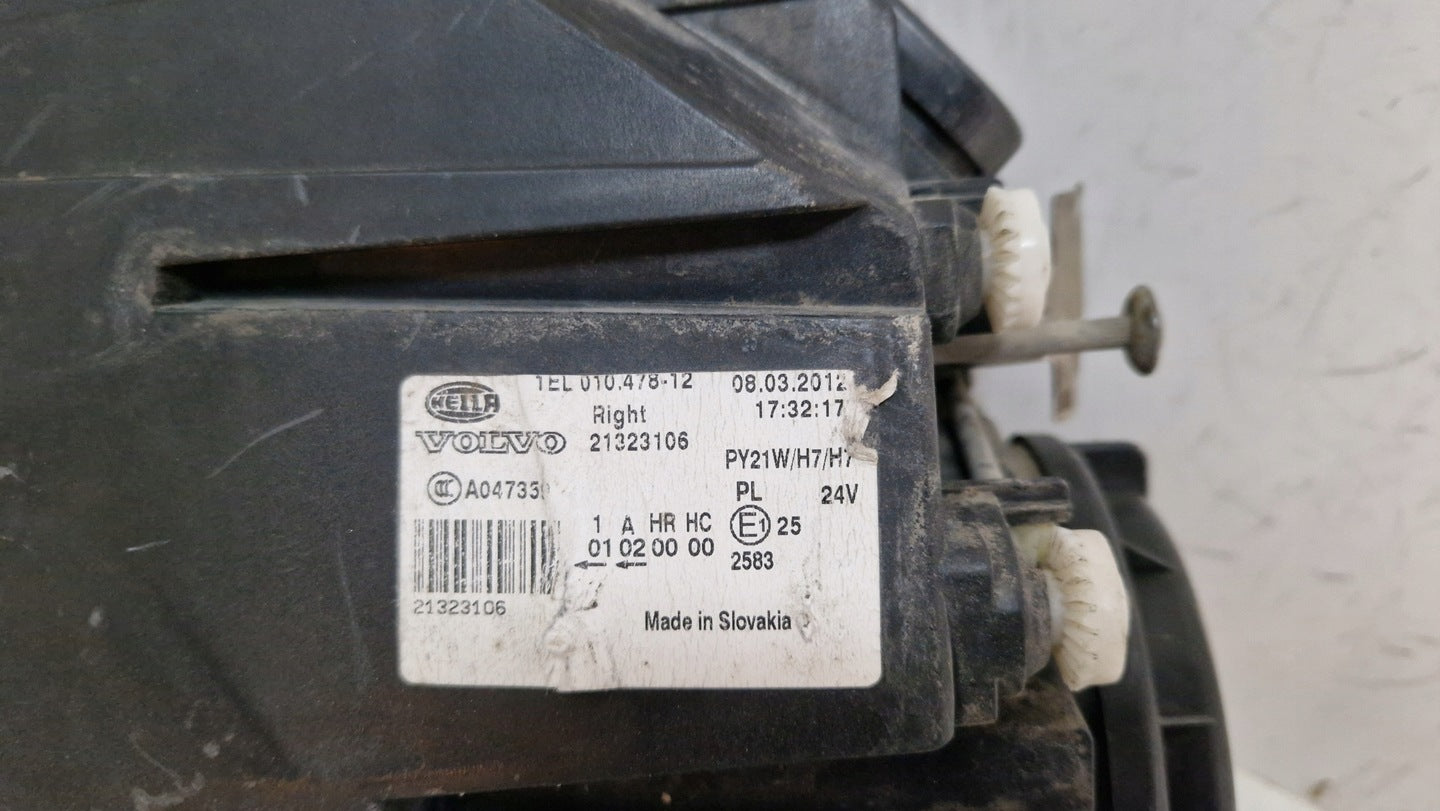 HELLA
1EL 010.478-12
08.03.2012
Right
17:32:17
VOLVO
21323106
PY21W/H7/H7
CCC
PL
24V
1 A HR HC
E1 25
01 02 00 00
← ←
2583
21323106
Made in Slovakia